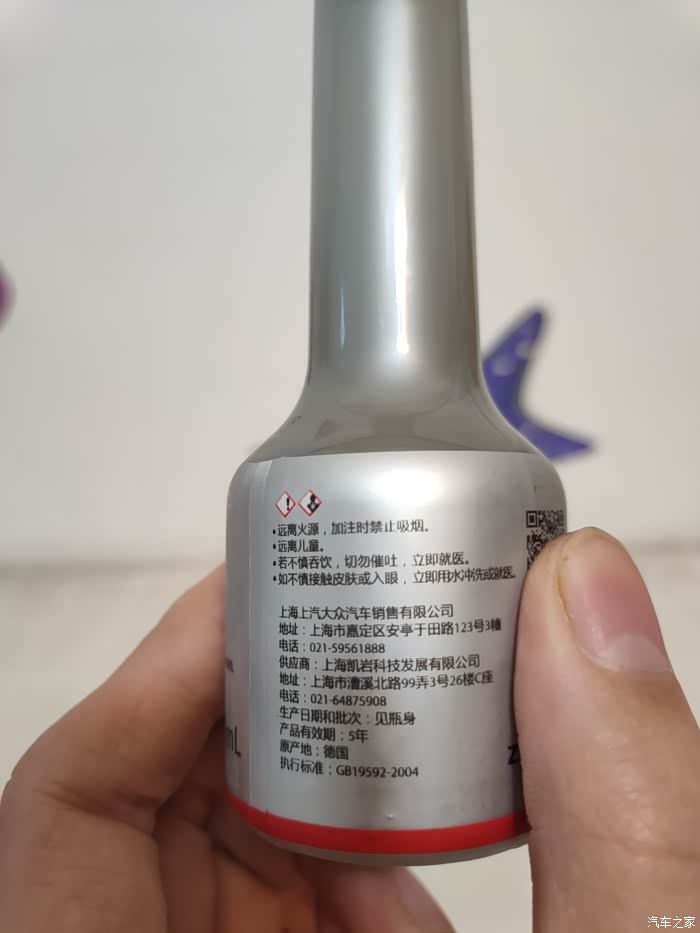 •远离火源，加注时禁止吸烟。
•远离儿童。
•若不慎吞饮，切勿催吐，立即就医。
•如不慎接触皮肤或入眼，立即用水冲洗或就医。
上海上汽大众汽车销售有限公司
地址：上海市嘉定区安亭于田路123号3幢
电话：021-59561888
供应商：上海凯岩科技发展有限公司
地址：上海市漕溪北路99弄3号26楼C座
电话：021-64875908
生产日期和批次：见瓶身
产品有效期：5年
原产地：德国
执行标准：GB19592-2004
mL
汽车之家